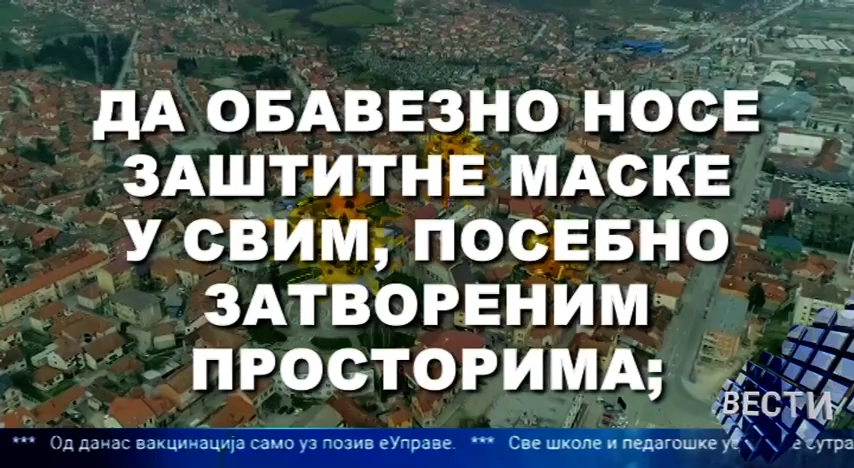 ДА ОБАВЕЗНО НОСЕ
ЗАШТИТНЕ МАСКЕ
У СВИМ, ПОСЕБНО
ЗАТВОРЕНИМ
ПРОСТОРИМА;
ВЕСТИ
*** Од данас вакцинација само уз позив еУправе. *** Све школе и педагошке